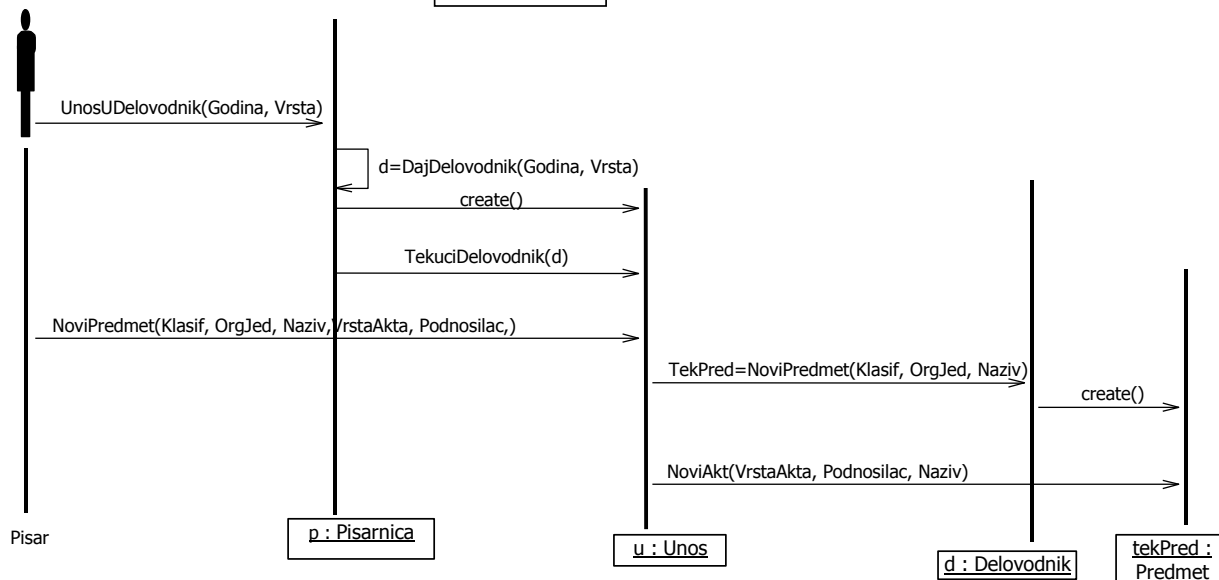 UnosUDelovodnik(Godina, Vrsta)
d=DajDelovodnik(Godina, Vrsta)
create()
TekuciDelovodnik(d)
NoviPredmet(Klasif, OrgJed, Naziv,VrstaAkta, Podnosilac,)
TekPred=NoviPredmet(Klasif, OrgJed, Naziv)
create()
NoviAkt(VrstaAkta, Podnosilac, Naziv)
Pisar
p : Pisarnica
u : Unos
d : Delovodnik
tekPred :
Predmet